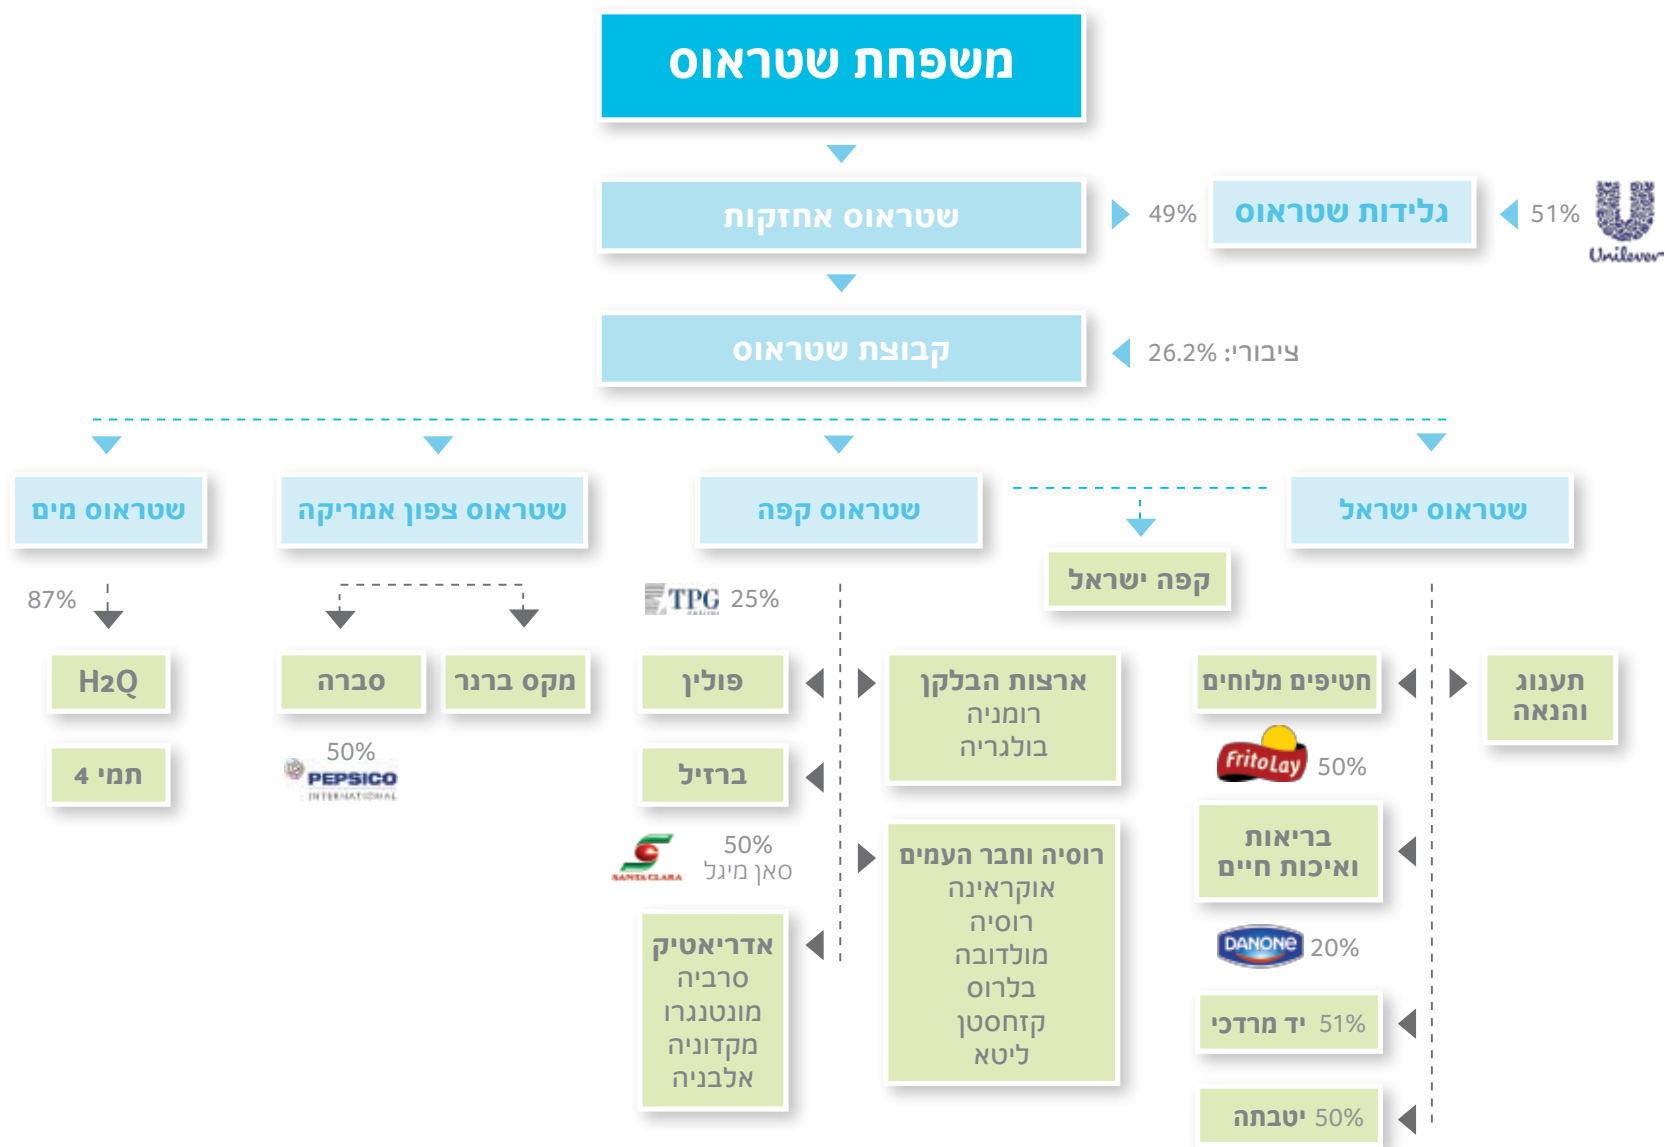 משפחת שטראוס
שטראוס אחזקות
49%
גלידות שטראוס
51%
Unilever
קבוצת שטראוס
ציבורי: 26.2%
שטראוס ישראל
שטראוס קפה
שטראוס צפון אמריקה
שטראוס מים
קפה ישראל
תענוג
והנאה
חטיפים מלוחים
FritoLay 50%
בריאות
ואיכות חיים
DANONE 20%
יד מרדכי 51%
יטבתה 50%
TPG 25%
ארצות הבלקן
רומניה
בולגריה
רוסיה וחבר העמים
אוקראינה
רוסיה
מולדובה
בלרוס
קזחסטן
ליטא
פולין
ברזיל
SANTA CLARA
50%
סאן מיגל
אדריאטיק
סרביה
מונטנגרו
מקדוניה
אלבניה
מקס ברנר
סברה
50%
PEPSICO
INTERNATIONAL
87%
H2Q
תמי 4